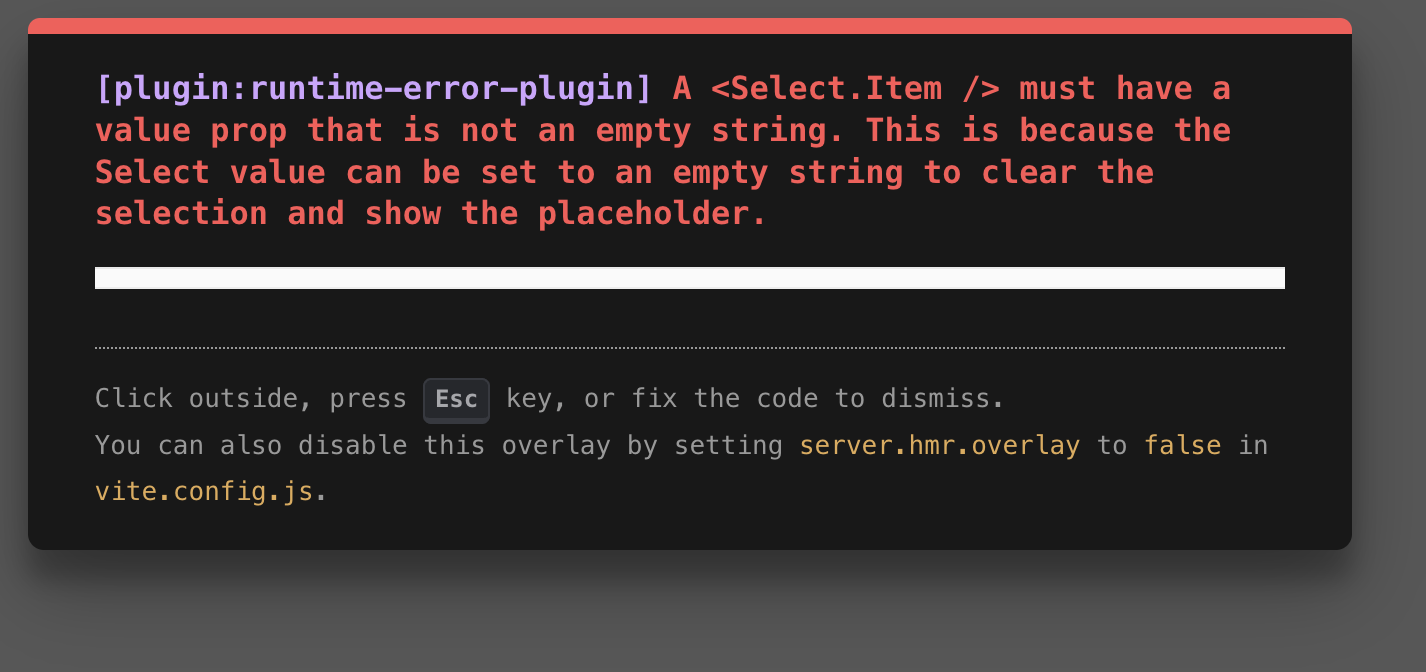 [plugin:runtime-error-plugin] A <Select.Item /> must have a
value prop that is not an empty string. This is because the
Select value can be set to an empty string to clear the
selection and show the placeholder.
Click outside, press Esc key, or fix the code to dismiss.
You can also disable this overlay by setting server.hmr.overlay to false in
vite.config.js.